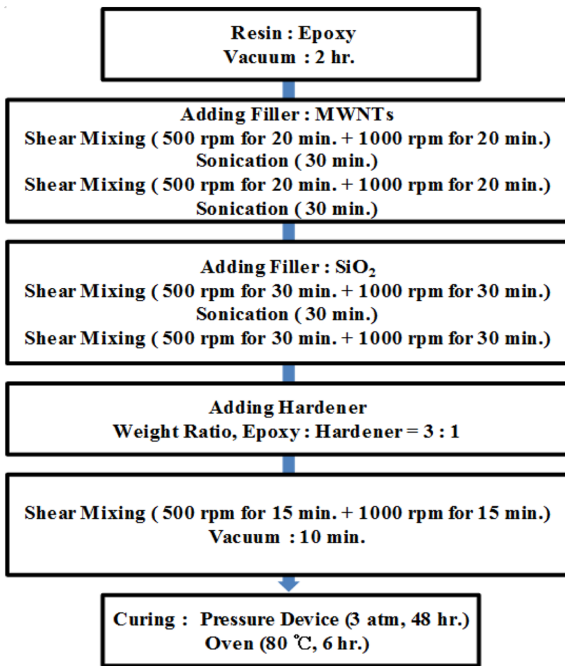 Resin : Epoxy
Vacuum : 2 hr.
Adding Filler : MWNTs
Shear Mixing ( 500 rpm for 20 min. + 1000 rpm for 20 min.)
Sonication ( 30 min.)
Shear Mixing ( 500 rpm for 20 min. + 1000 rpm for 20 min.)
Sonication ( 30 min.)
Adding Filler : SiO₂
Shear Mixing ( 500 rpm for 30 min. + 1000 rpm for 30 min.)
Sonication ( 30 min.)
Shear Mixing ( 500 rpm for 30 min. + 1000 rpm for 30 min.)
Adding Hardener
Weight Ratio, Epoxy : Hardener = 3 : 1
Shear Mixing ( 500 rpm for 15 min. + 1000 rpm for 15 min.)
Vacuum : 10 min.
Curing : Pressure Device (3 atm, 48 hr.)
Oven (80 ℃, 6 hr.)